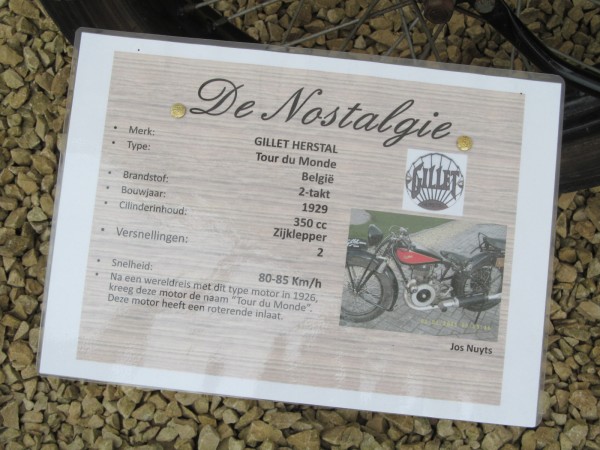 De Nostalgie
• Merk: GILLET HERSTAL
• Type: Tour du Monde
België
• Brandstof: 2-takt
• Bouwjaar: 1929
• Cilinderinhoud: 350 cc
Zijklepper
• Versnellingen: 2
• Snelheid: 80-85 Km/h
• Na een wereldreis met dit type motor in 1926,
kreeg deze motor de naam "Tour du Monde".
• Deze motor heeft een roterende inlaat.
GILLET
Jos Nuyts